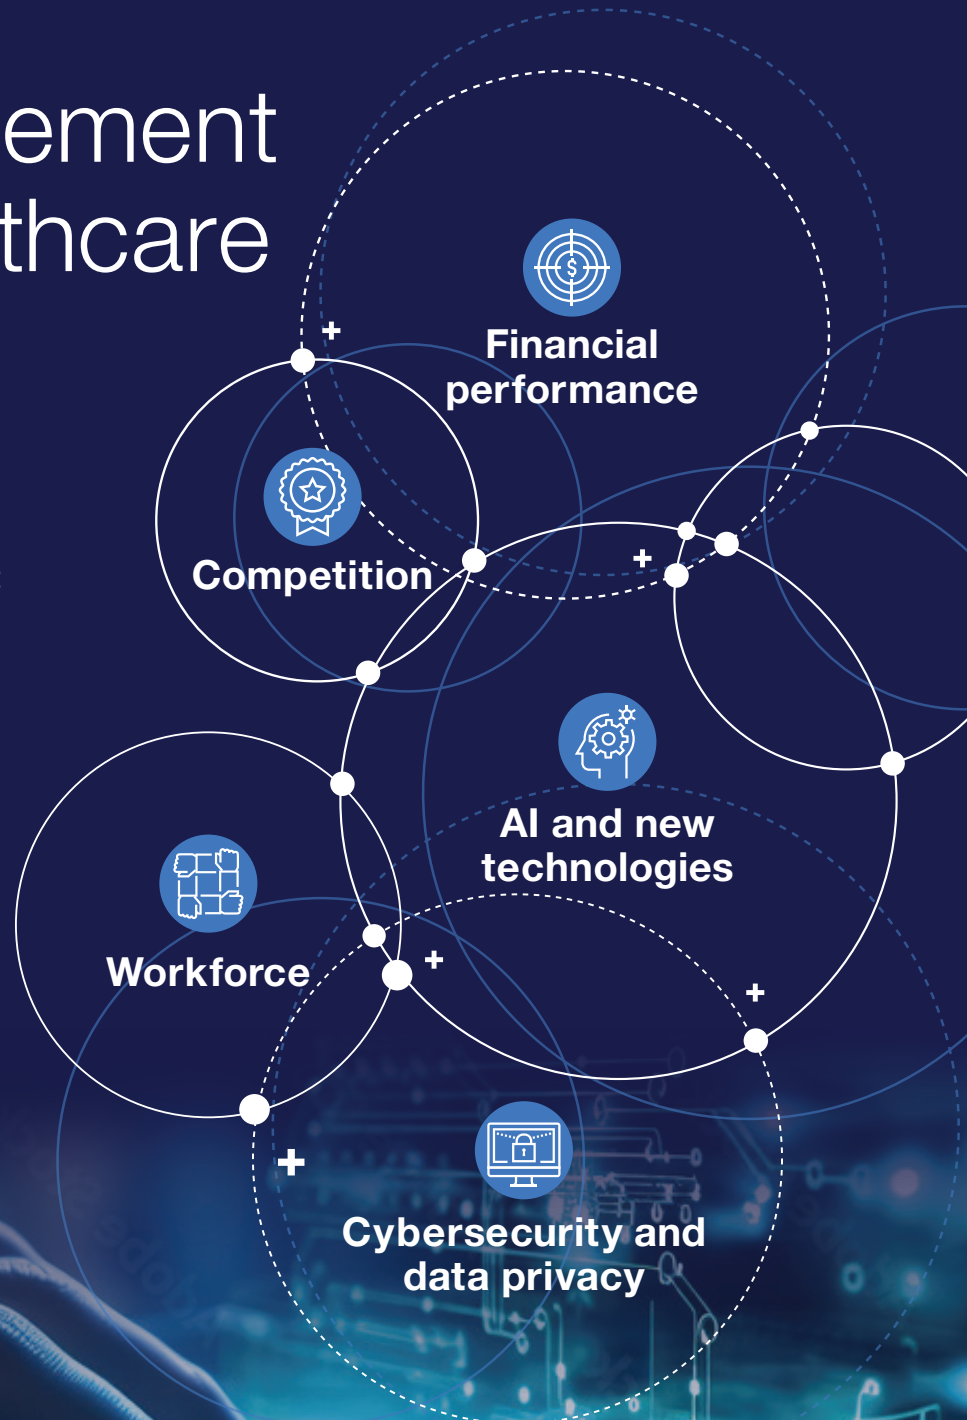 ement
thcare
$
Financial
performance
Competition
AI and new
technologies
Workforce
Cybersecurity and
data privacy